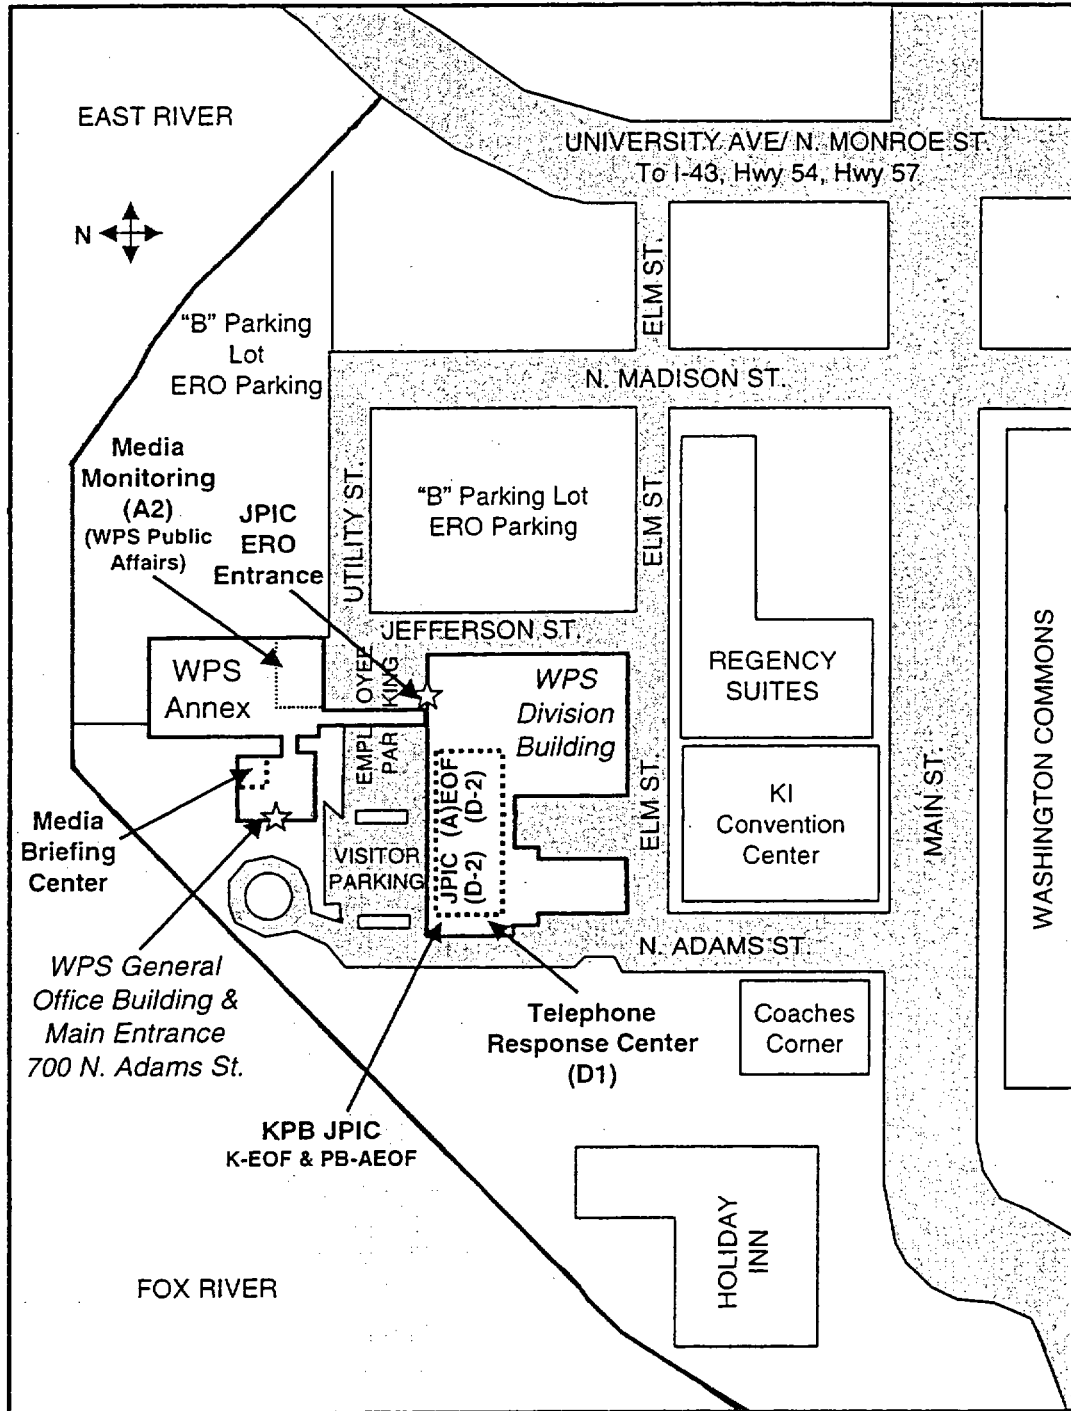 EAST RIVER
UNIVERSITY AVE/ N. MONROE ST.
To I-43, Hwy 54, Hwy 57
N
ELM ST.
"B" Parking
Lot
ERO Parking
N. MADISON ST.
Media
Monitoring
(A2)
(WPS Public
Affairs)
JPIC
ERO
Entrance
UTILITY ST.
"B" Parking Lot
ERO Parking
ELM ST.
JEFFERSON ST.
WPS
Annex
EMPLOYEE
PARKING
WPS
Division
Building
REGENCY
SUITES
WASHINGTON COMMONS
Media
Briefing
Center
VISITOR
PARKING
JPIC (A)EOF
(D-2) (D-2)
ELM ST.
KI
Convention
Center
MAIN ST.
N. ADAMS ST.
WPS General
Office Building &
Main Entrance
700 N. Adams St.
Telephone
Response Center
(D1)
Coaches
Corner
KPB JPIC
K-EOF & PB-AEOF
HOLIDAY
INN
FOX RIVER